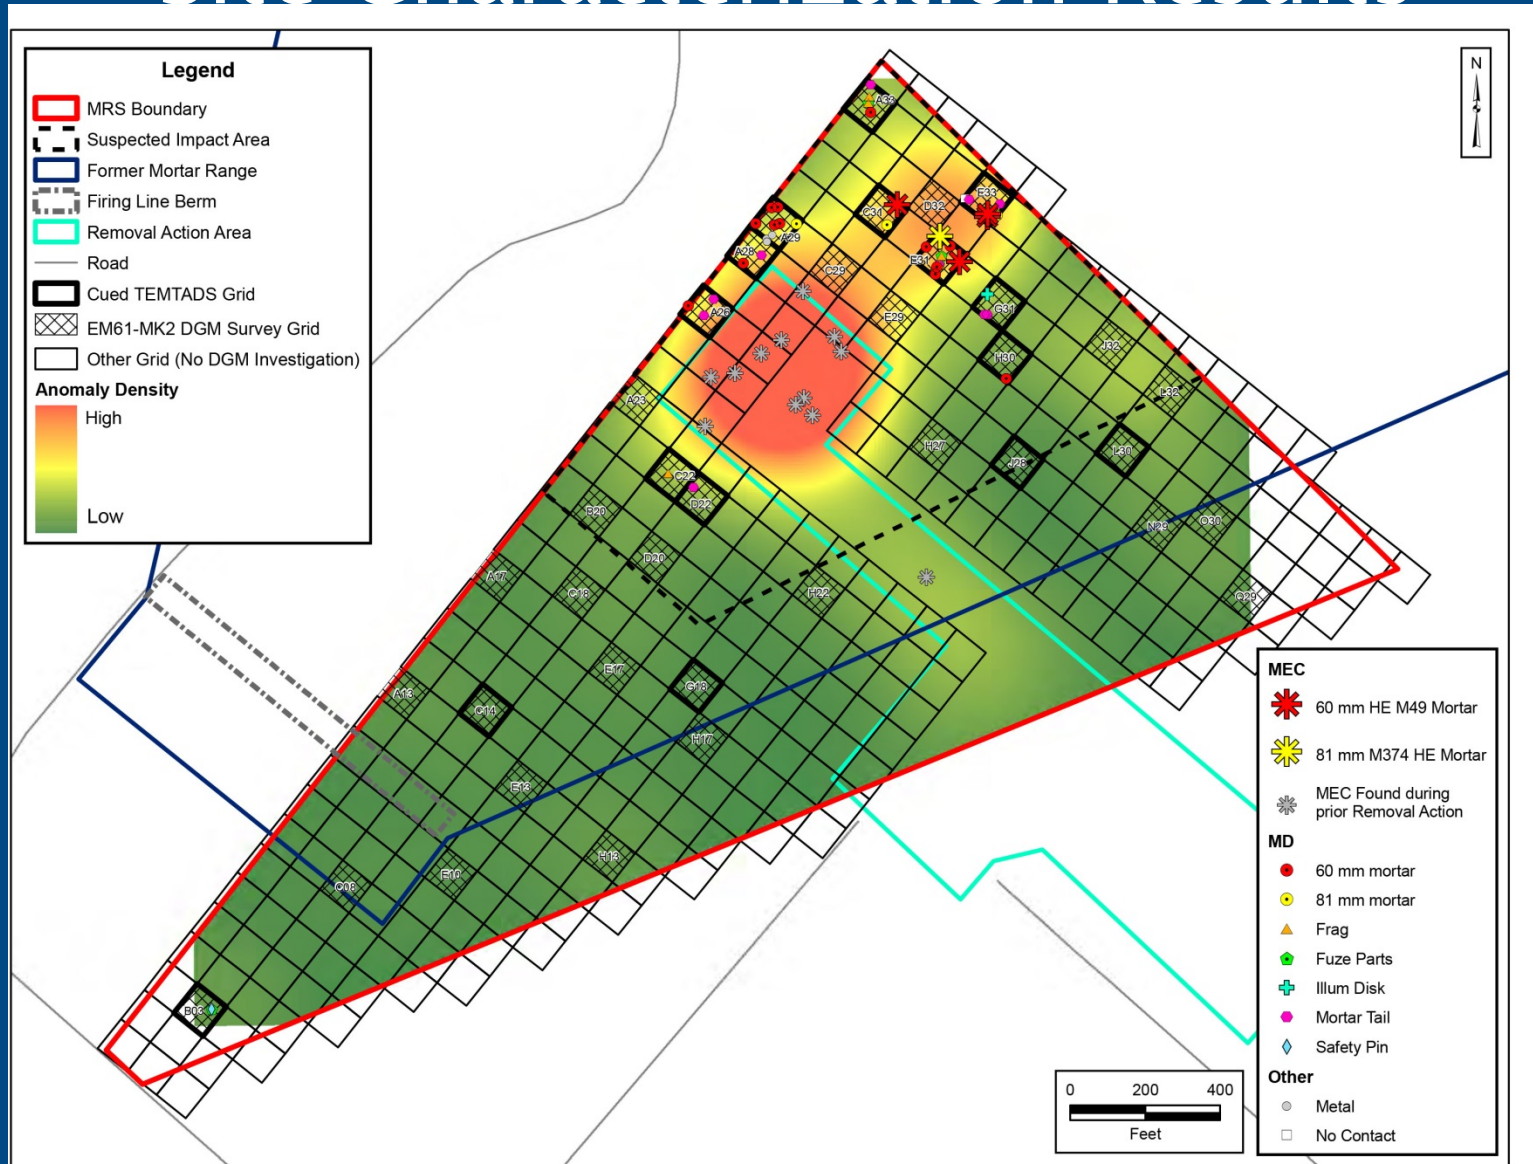 Site Characterization Results
Legend
MRS Boundary
Suspected Impact Area
Former Mortar Range
Firing Line Berm
Removal Action Area
Road
Cued TEMTADS Grid
EM61-MK2 DGM Survey Grid
Other Grid (No DGM Investigation)
Anomaly Density
High
Low
N
A33
E33
D32
C31
A29
A28
E31
C29
G31
A26
E29
J32
H30
L32
A23
H27
L30
J28
C22
D22
B20
N29
O30
D20
A17
C18
H22
Q29
E17
G18
A13
C14
H17
E13
H13
E10
C08
B03
MEC
60 mm HE M49 Mortar
81 mm M374 HE Mortar
MEC Found during
prior Removal Action
MD
60 mm mortar
81 mm mortar
Frag
Fuze Parts
Illum Disk
Mortar Tail
Safety Pin
Other
Metal
No Contact
0 200 400
Feet